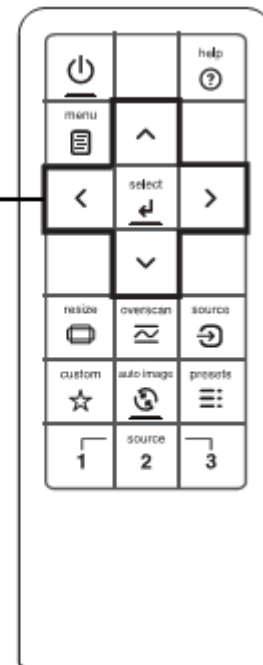 help
?
menu
select
resize overscan source
custom auto image presets
source
1 2 3